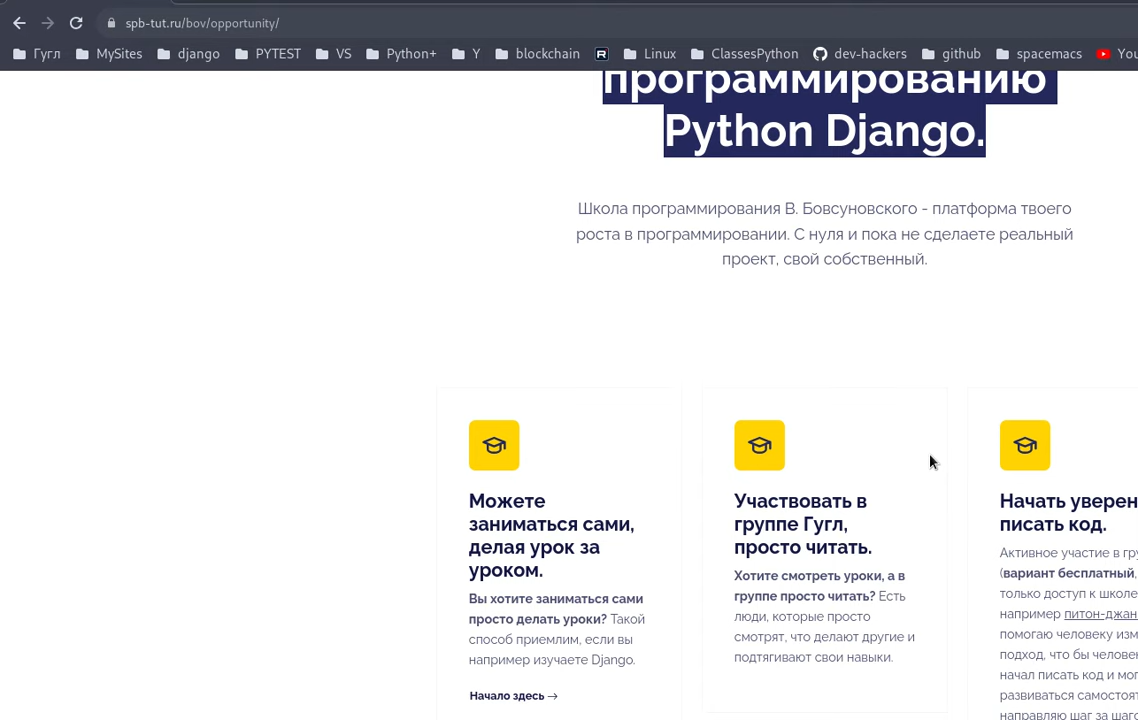 spb-tut.ru/bov/opportunity/
Гугл MySites django PYTEST VS Python+ Y blockchain R Linux ClassesPython dev-hackers github spacemacs You
программированию
Python Django.
Школа программирования В. Бовсуновского - платформа твоего
роста в программировании. С нуля и пока не сделаете реальный
проект, свой собственный.
Можете
заниматься сами,
делая урок за
уроком.
Вы хотите заниматься сами
просто делать уроки? Такой
способ приемлим, если вы
например изучаете Django.
Начало здесь →
Участвовать в
группе Гугл,
просто читать.
Хотите смотреть уроки, а в
группе просто читать? Есть
люди, которые просто
смотрят, что делают другие и
подтягивают свои навыки.
Начать уверен
писать код.
Активное участие в гру
(вариант бесплатный,
только доступ к школе
например питон-джан
помогаю человеку изм
подход, что бы человек
начал писать код и мог
развиваться самостоят
направляю шаг за шаго